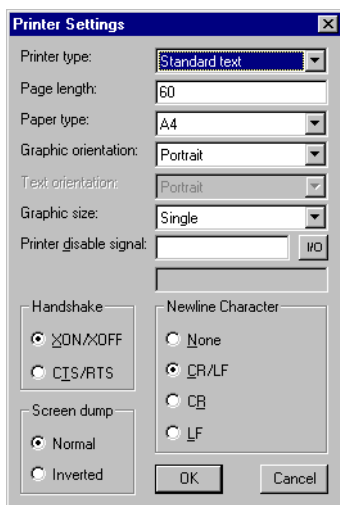 Printer Settings
Printer type: Standard text
Page length: 60
Paper type: A4
Graphic orientation: Portrait
Text orientation: Portrait
Graphic size: Single
Printer disable signal: I/O
Handshake
XON/XOFF
CTS/RTS
Screen dump
Normal
Inverted
Newline Character
None
CR/LF
CR
LF
OK Cancel